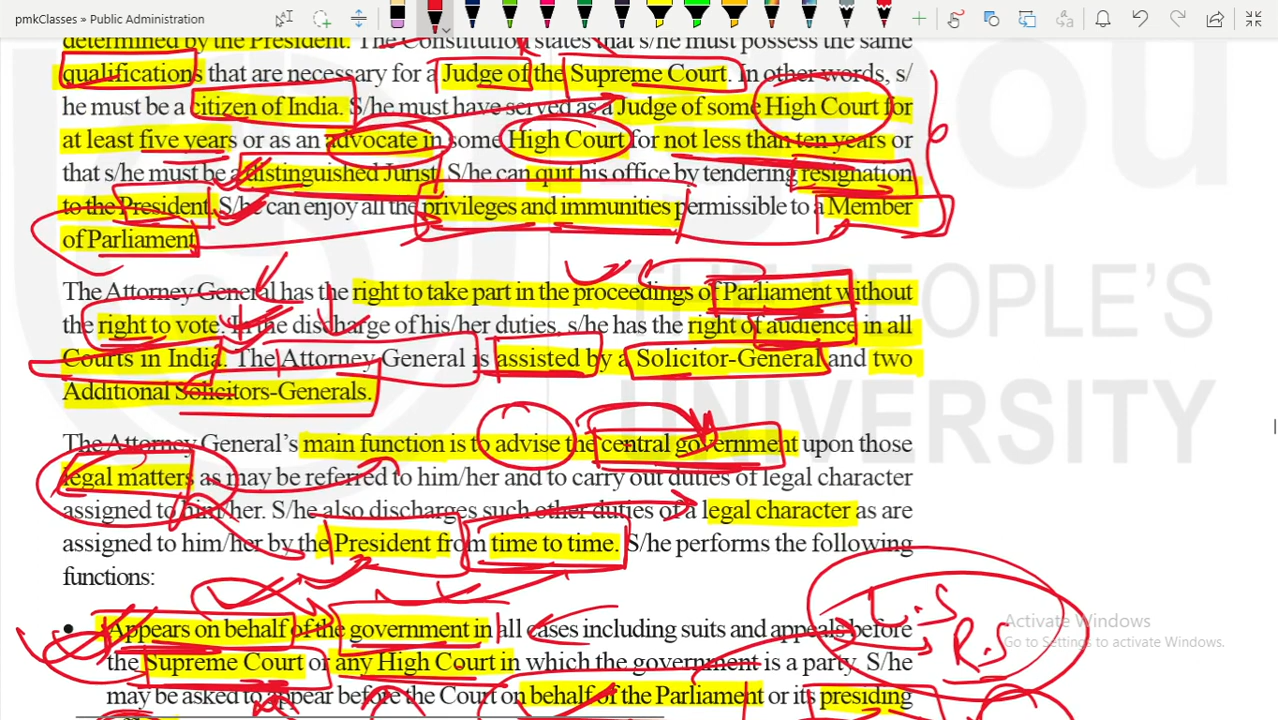 pmkClasses » Public Administration
determined by the President. The Constitution states that s/he must possess the same
qualifications that are necessary for a Judge of the Supreme Court. In other words, s/
he must be a citizen of India. S/he must have served as a Judge of some High Court for
at least five years or as an advocate in some High Court for not less than ten years or
that s/he must be a distinguished Jurist. S/he can quit his office by tendering resignation
to the President. S/he can enjoy all the privileges and immunities permissible to a Member
of Parliament.
The Attorney General has the right to take part in the proceedings of Parliament without
the right to vote. In the discharge of his/her duties, s/he has the right of audience in all
Courts in India. The Attorney General is assisted by a Solicitor-General and two
Additional Solicitors-Generals.
THE PEOPLE'S
UNIVERSITY
The Attorney General's main function is to advise the central government upon those
legal matters as may be referred to him/her and to carry out duties of legal character
assigned to him/her. S/he also discharges such other duties of a legal character as are
assigned to him/her by the President from time to time. S/he performs the following
functions:
L.S
R.S
Activate Windows
Go to Settings to activate Windows.
• Appears on behalf of the government in all cases including suits and appeals before
the Supreme Court or any High Court in which the government is a party. S/he
may be asked to appear before the Court on behalf of the Parliament or its presiding